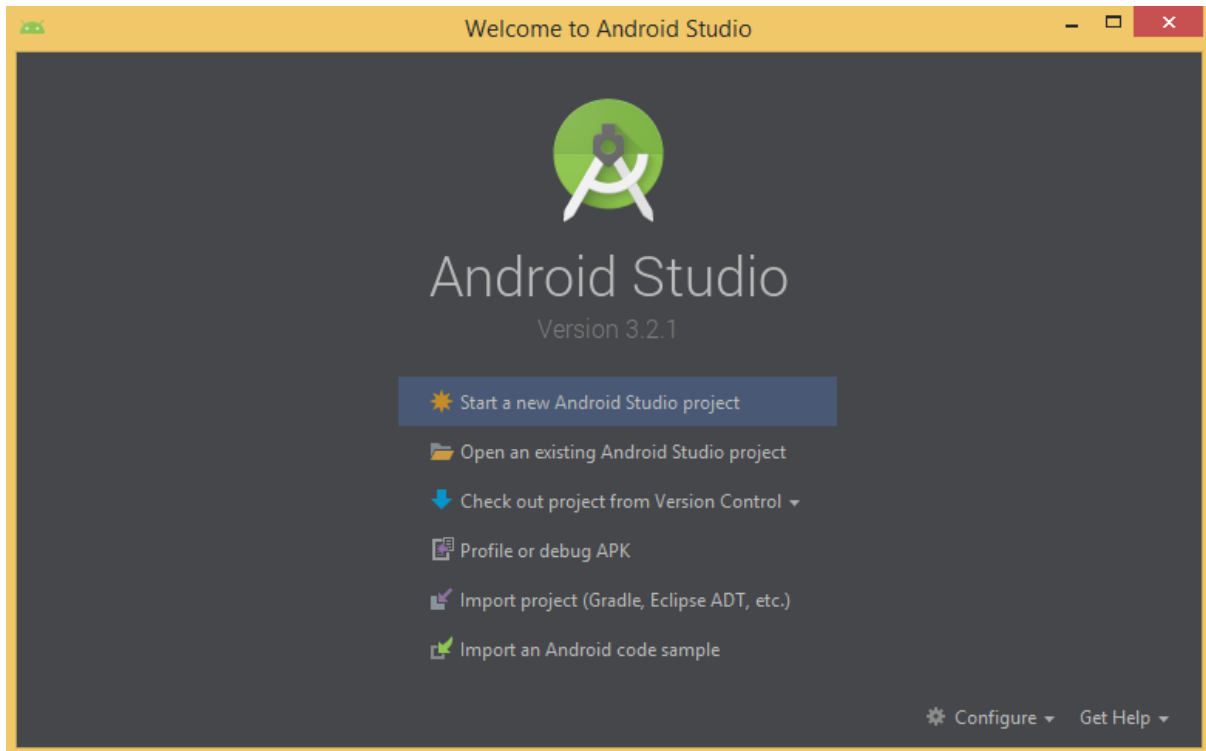 Welcome to Android Studio
Android Studio
Version 3.2.1
Start a new Android Studio project
Open an existing Android Studio project
Check out project from Version Control
Profile or debug APK
Import project (Gradle, Eclipse ADT, etc.)
Import an Android code sample
Configure Get Help